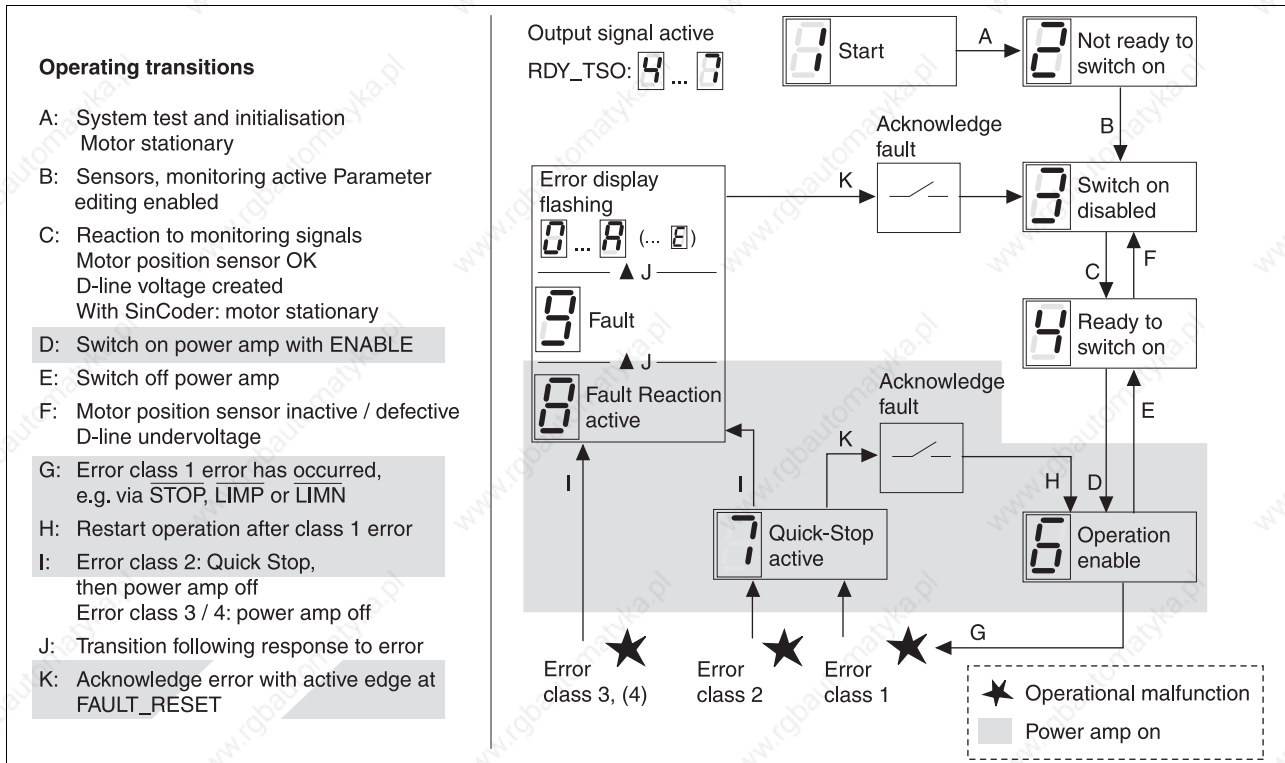 Operating transitions
A: System test and initialisation
Motor stationary
B: Sensors, monitoring active Parameter
editing enabled
C: Reaction to monitoring signals
Motor position sensor OK
D-line voltage created
With SinCoder: motor stationary
D: Switch on power amp with ENABLE
E: Switch off power amp
F: Motor position sensor inactive / defective
D-line undervoltage
G: Error class 1 error has occurred,
e.g. via STOP, LIMP or LIMN
H: Restart operation after class 1 error
I: Error class 2: Quick Stop,
then power amp off
Error class 3 / 4: power amp off
J: Transition following response to error
K: Acknowledge error with active edge at
FAULT_RESET
Output signal active
RDY_TSO: 4 ... 7
1 Start
A
2 Not ready to
switch on
B
Acknowledge
fault
K
3 Switch on
disabled
Error display
flashing
0 ... A (... E)
J
9 Fault
J
8 Fault Reaction
active
C
F
4 Ready to
switch on
Acknowledge
fault
K
E
I
I
H
D
7 Quick-Stop
active
6 Operation
enable
G
Error
class 3, (4)
Error
class 2
Error
class 1
Operational malfunction
Power amp on
www.rgbautomatyka.pl